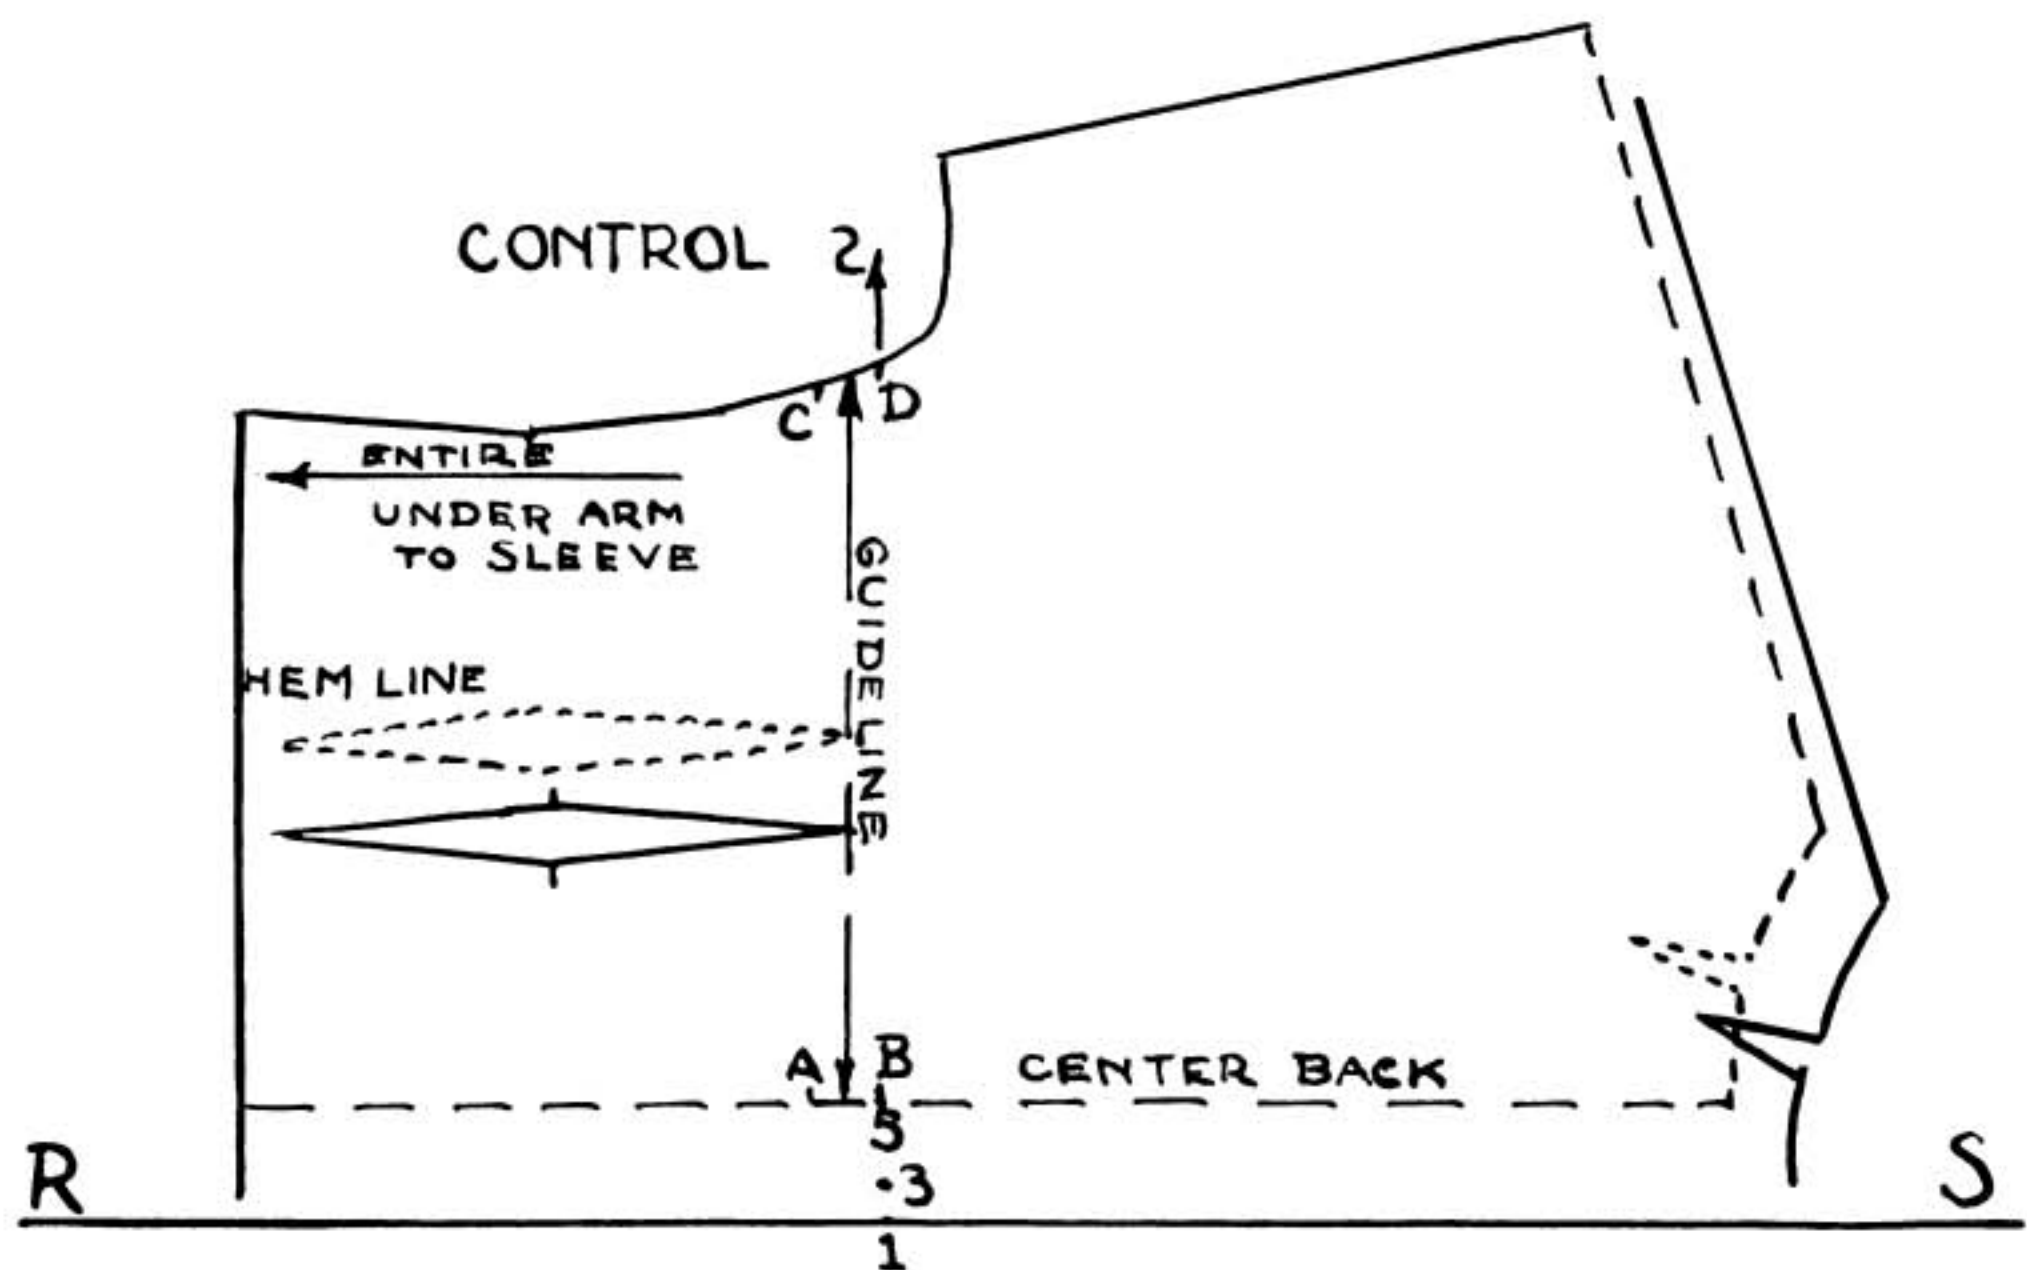 CONTROL 2
C D
ENTIRE
UNDER ARM
TO SLEEVE
GUIDE LINE
HEM LINE
A B CENTER BACK
5
R .3 S
1